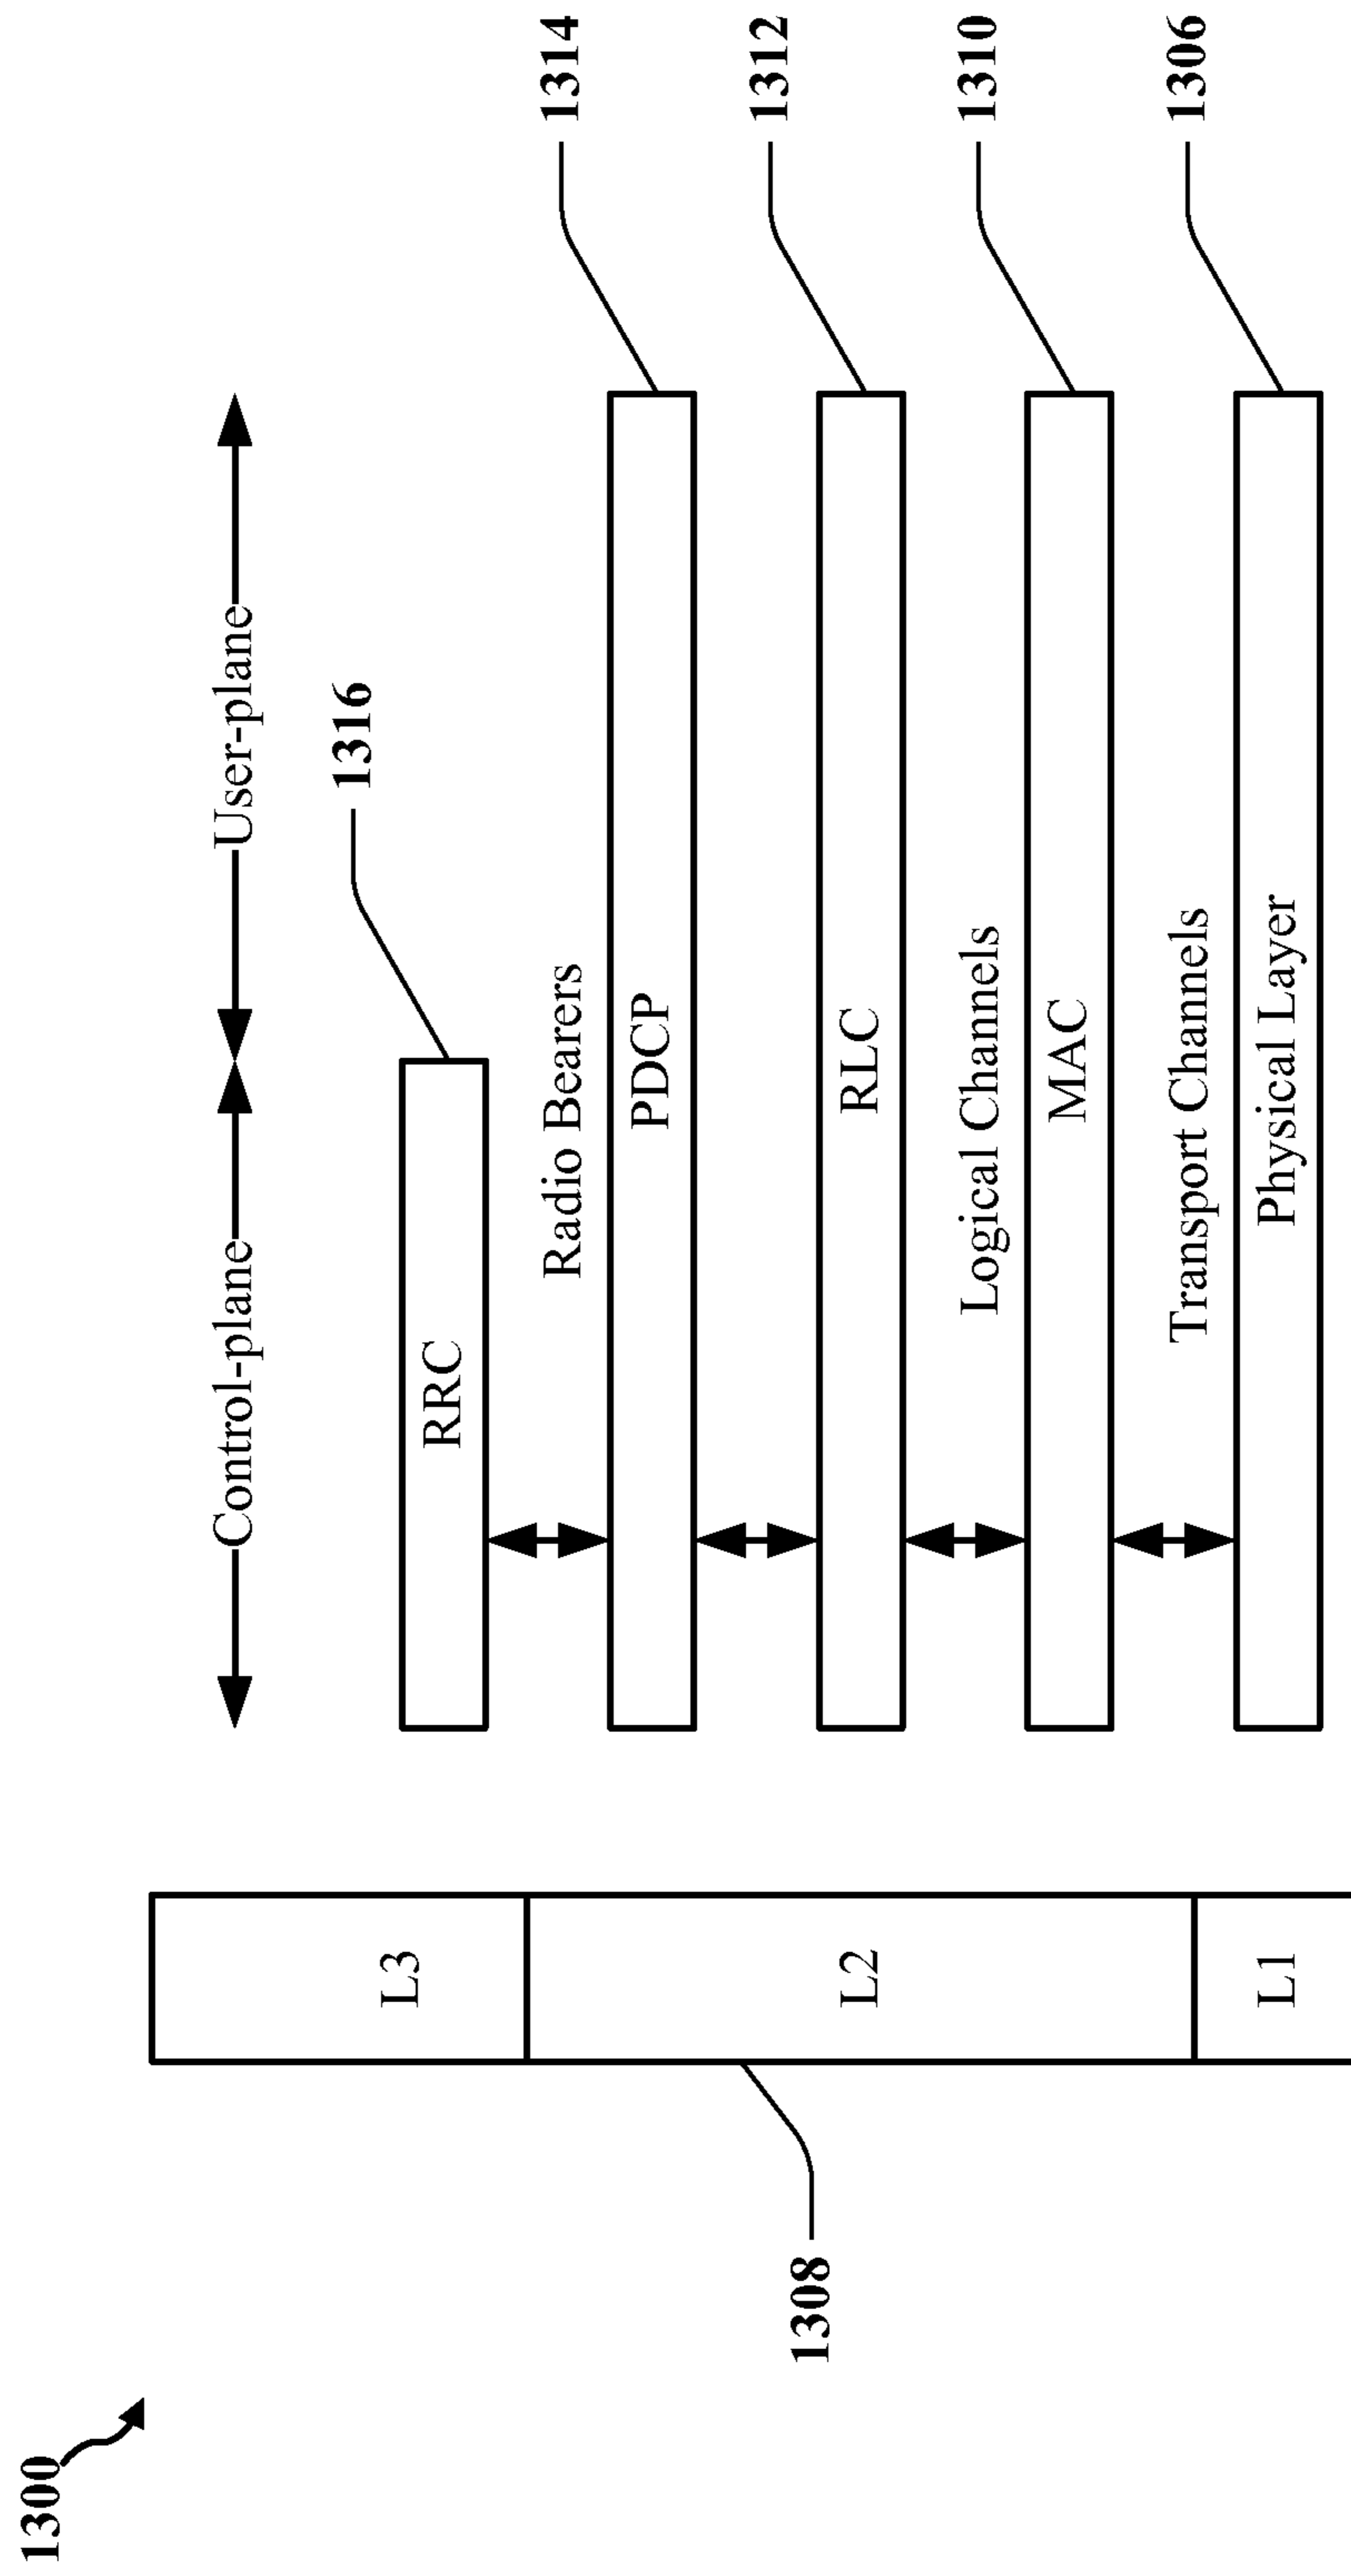 1300
Control-plane
User-plane
1316
RRC
L3
Radio Bearers
1314
PDCP
1308
L2
1312
RLC
Logical Channels
1310
MAC
Transport Channels
1306
L1
Physical Layer